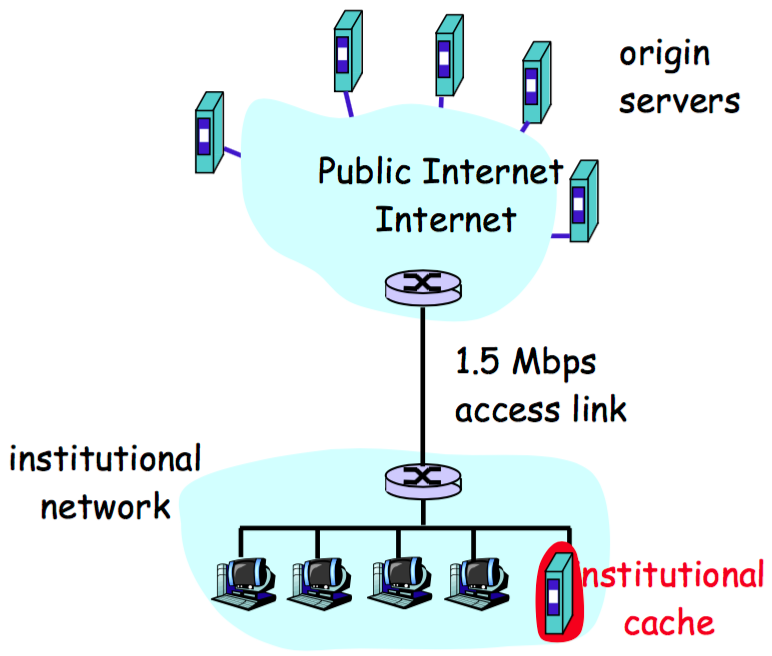 origin
servers
Public Internet
Internet
1.5 Mbps
access link
institutional
network
nstitutional
cache